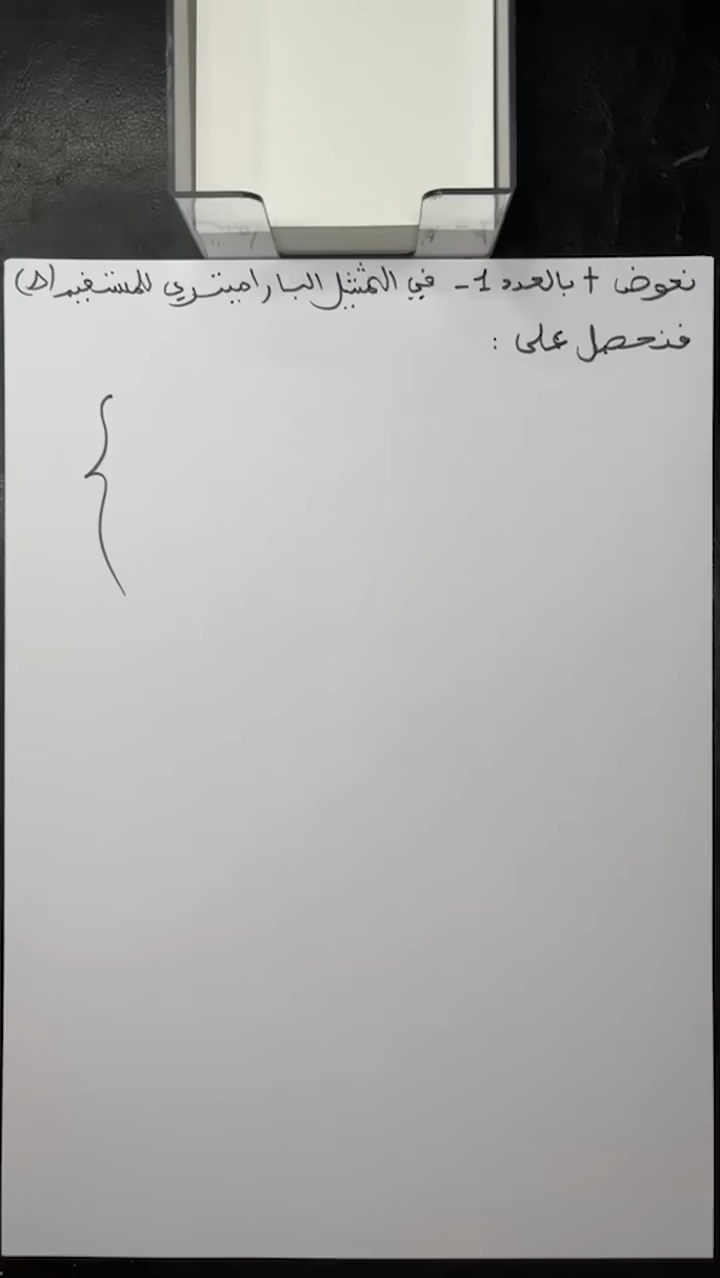 نعوض t بالعدد 1- في التمثيل البارامتري للمستقيم (Δ)
فنحصل على :